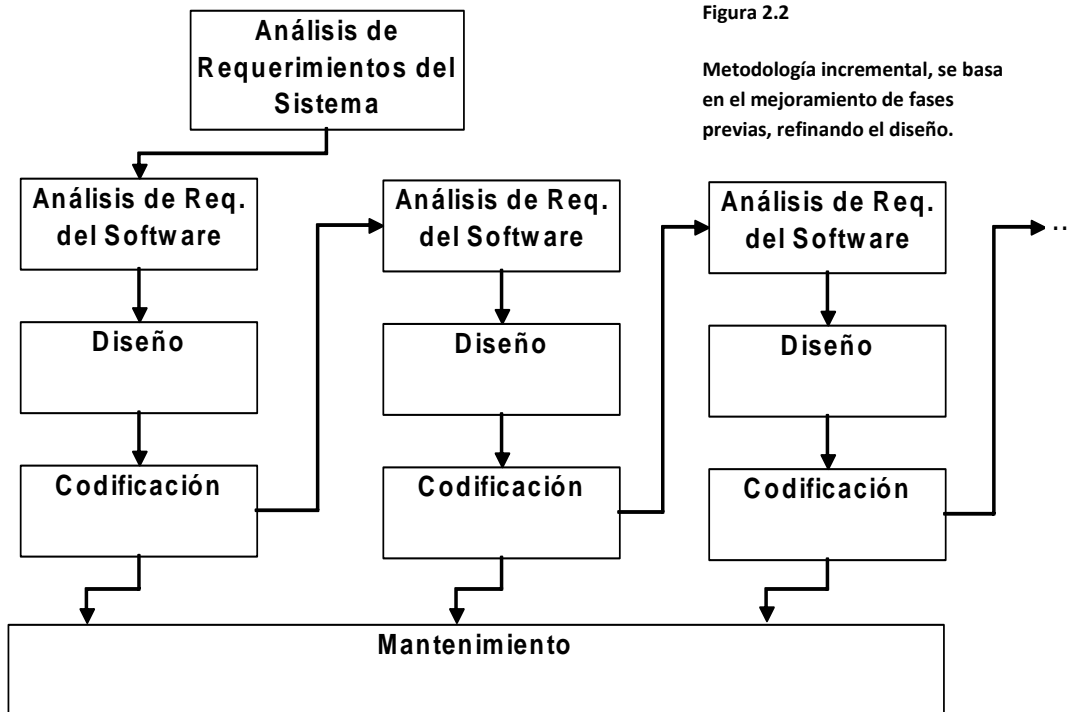 Figura 2.2
Metodología incremental, se basa
en el mejoramiento de fases
previas, refinando el diseño.
Análisis de
Requerimientos del
Sistema
Análisis de Req.
del Software
Diseño
Codificación
Análisis de Req.
del Software
Diseño
Codificación
Análisis de Req.
del Software
Diseño
Codificación
..
Mantenimiento